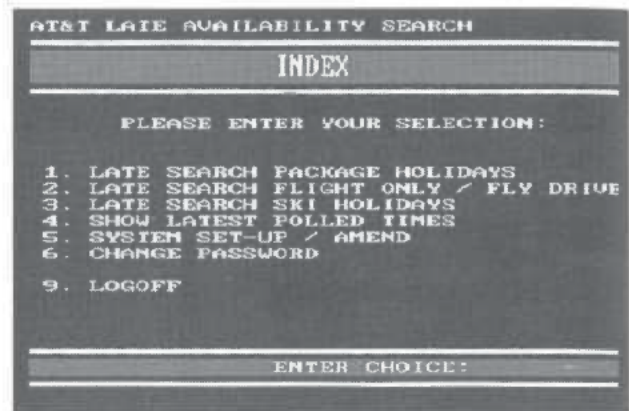 AT&T LATE AVAILABILITY SEARCH
INDEX
PLEASE ENTER YOUR SELECTION:
1. LATE SEARCH PACKAGE HOLIDAYS
2. LATE SEARCH FLIGHT ONLY / FLY DRIVE
3. LATE SEARCH SKI HOLIDAYS
4. SHOW LATEST POLLED TIMES
5. SYSTEM SET-UP / AMEND
6. CHANGE PASSWORD
9. LOGOFF
ENTER CHOICE: